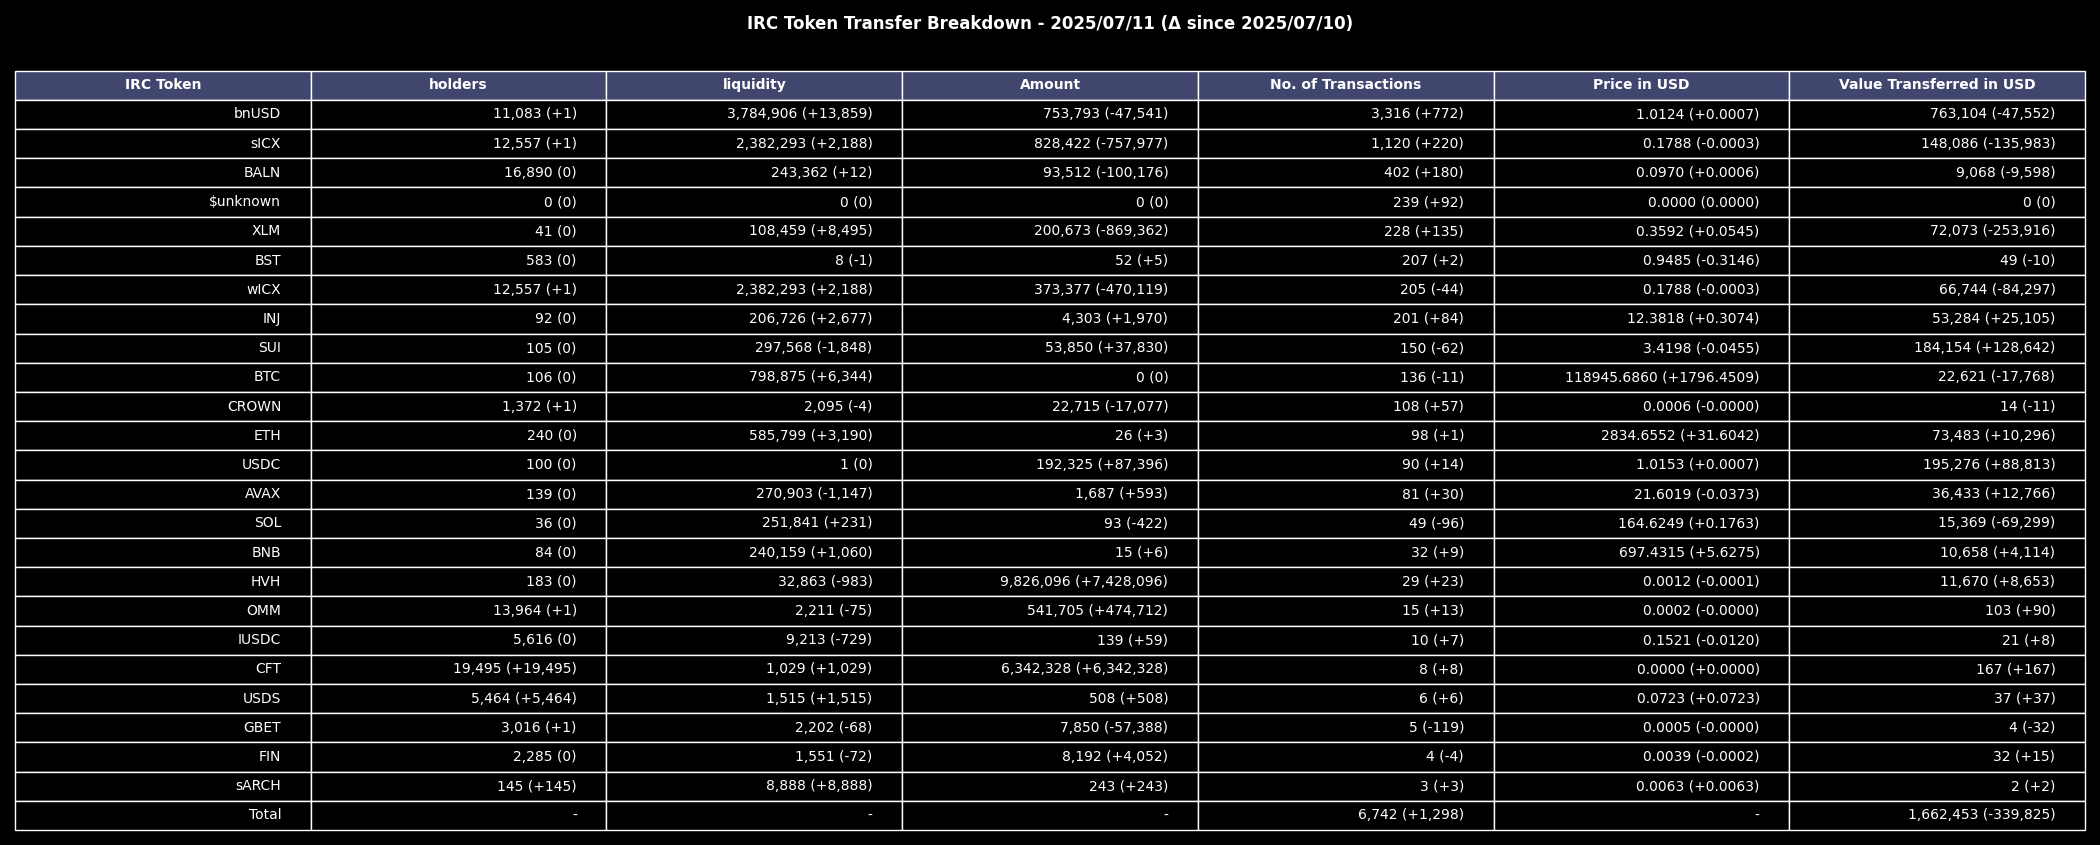 IRC Token Transfer Breakdown - 2025/07/11 (Δ since 2025/07/10)
IRC Token holders liquidity Amount No. of Transactions Price in USD Value Transferred in USD
bnUSD 11,083 (+1) 3,784,906 (+13,859) 753,793 (-47,541) 3,316 (+772) 1.0124 (+0.0007) 763,104 (-47,552)
sICX 12,557 (+1) 2,382,293 (+2,188) 828,422 (-757,977) 1,120 (+220) 0.1788 (-0.0003) 148,086 (-135,983)
BALN 16,890 (0) 243,362 (+12) 93,512 (-100,176) 402 (+180) 0.0970 (+0.0006) 9,068 (-9,598)
$unknown 0 (0) 0 (0) 0 (0) 239 (+92) 0.0000 (0.0000) 0 (0)
XLM 41 (0) 108,459 (+8,495) 200,673 (-869,362) 228 (+135) 0.3592 (+0.0545) 72,073 (-253,916)
BST 583 (0) 8 (-1) 52 (+5) 207 (+2) 0.9485 (-0.3146) 49 (-10)
wICX 12,557 (+1) 2,382,293 (+2,188) 373,377 (-470,119) 205 (-44) 0.1788 (-0.0003) 66,744 (-84,297)
INJ 92 (0) 206,726 (+2,677) 4,303 (+1,970) 201 (+84) 12.3818 (+0.3074) 53,284 (+25,105)
SUI 105 (0) 297,568 (-1,848) 53,850 (+37,830) 150 (-62) 3.4198 (-0.0455) 184,154 (+128,642)
BTC 106 (0) 798,875 (+6,344) 0 (0) 136 (-11) 118945.6860 (+1796.4509) 22,621 (-17,768)
CROWN 1,372 (+1) 2,095 (-4) 22,715 (-17,077) 108 (+57) 0.0006 (-0.0000) 14 (-11)
ETH 240 (0) 585,799 (+3,190) 26 (+3) 98 (+1) 2834.6552 (+31.6042) 73,483 (+10,296)
USDC 100 (0) 1 (0) 192,325 (+87,396) 90 (+14) 1.0153 (+0.0007) 195,276 (+88,813)
AVAX 139 (0) 270,903 (-1,147) 1,687 (+593) 81 (+30) 21.6019 (-0.0373) 36,433 (+12,766)
SOL 36 (0) 251,841 (+231) 93 (-422) 49 (-96) 164.6249 (+0.1763) 15,369 (-69,299)
BNB 84 (0) 240,159 (+1,060) 15 (+6) 32 (+9) 697.4315 (+5.6275) 10,658 (+4,114)
HVH 183 (0) 32,863 (-983) 9,826,096 (+7,428,096) 29 (+23) 0.0012 (-0.0001) 11,670 (+8,653)
OMM 13,964 (+1) 2,211 (-75) 541,705 (+474,712) 15 (+13) 0.0002 (-0.0000) 103 (+90)
IUSDC 5,616 (0) 9,213 (-729) 139 (+59) 10 (+7) 0.1521 (-0.0120) 21 (+8)
CFT 19,495 (+19,495) 1,029 (+1,029) 6,342,328 (+6,342,328) 8 (+8) 0.0000 (+0.0000) 167 (+167)
USDS 5,464 (+5,464) 1,515 (+1,515) 508 (+508) 6 (+6) 0.0723 (+0.0723) 37 (+37)
GBET 3,016 (+1) 2,202 (-68) 7,850 (-57,388) 5 (-119) 0.0005 (-0.0000) 4 (-32)
FIN 2,285 (0) 1,551 (-72) 8,192 (+4,052) 4 (-4) 0.0039 (-0.0002) 32 (+15)
sARCH 145 (+145) 8,888 (+8,888) 243 (+243) 3 (+3) 0.0063 (+0.0063) 2 (+2)
Total - - - 6,742 (+1,298) - 1,662,453 (-339,825)